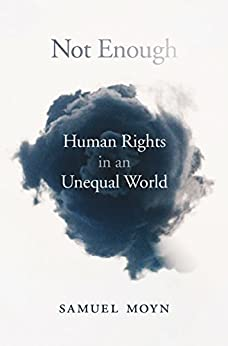 Not Enough
Human Rights
in an
Unequal World
SAMUEL MOYN